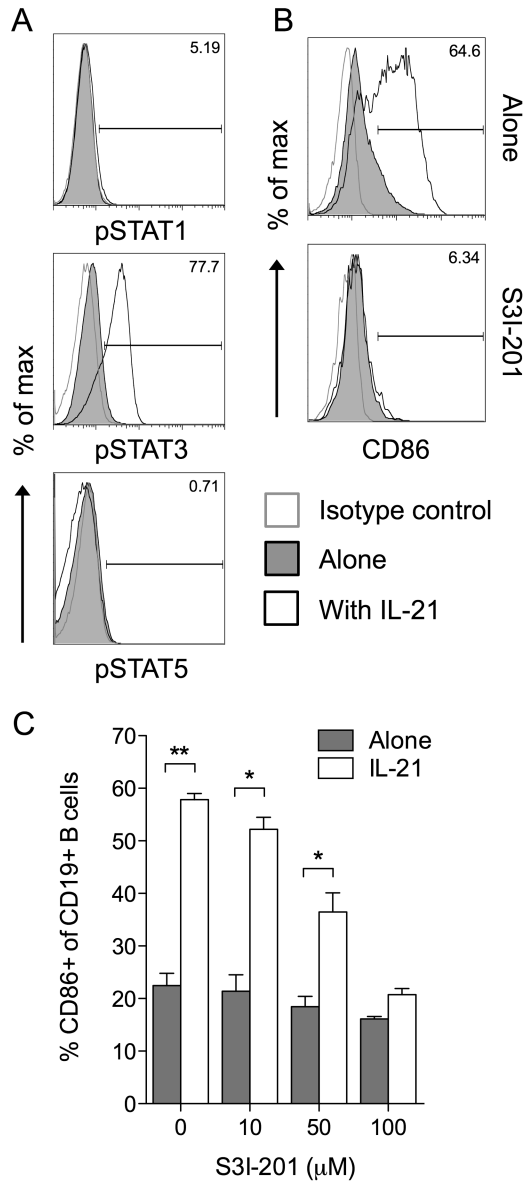 A
5.19
pSTAT1
77.7
% of max
pSTAT3
0.71
pSTAT5
B
64.6
Alone
% of max
6.34
S3I-201
CD86
Isotype control
Alone
With IL-21
C
Alone
IL-21
% CD86+ of CD19+ B cells
70
60
50
40
30
20
10
0
**
*
*
0 10 50 100
S3I-201 (μM)